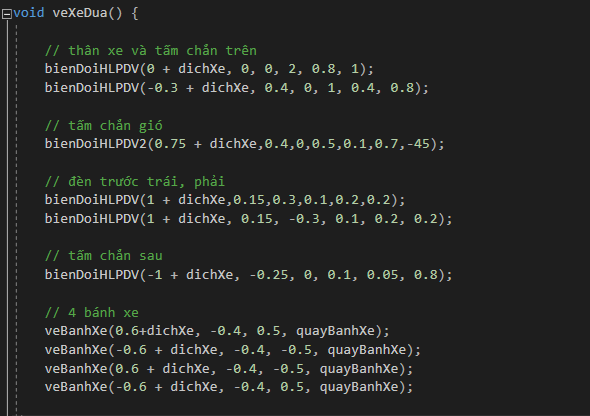 void veXeDua() {
// thân xe và tấm chắn trên
bienDoiHLPDV(0 + dichXe, 0, 0, 2, 0.8, 1);
bienDoiHLPDV(-0.3 + dichXe, 0.4, 0, 1, 0.4, 0.8);
// tấm chắn gió
bienDoiHLPDV2(0.75 + dichXe,0.4,0,0.5,0.1,0.7,-45);
// đèn trước trái, phải
bienDoiHLPDV(1 + dichXe,0.15,0.3,0.1,0.2,0.2);
bienDoiHLPDV(1 + dichXe, 0.15, -0.3, 0.1, 0.2, 0.2);
// tấm chắn sau
bienDoiHLPDV(-1 + dichXe, -0.25, 0, 0.1, 0.05, 0.8);
// 4 bánh xe
veBanhXe(0.6+dichXe, -0.4, 0.5, quayBanhXe);
veBanhXe(-0.6 + dichXe, -0.4, -0.5, quayBanhXe);
veBanhXe(0.6 + dichXe, -0.4, -0.5, quayBanhXe);
veBanhXe(-0.6 + dichXe, -0.4, 0.5, quayBanhXe);